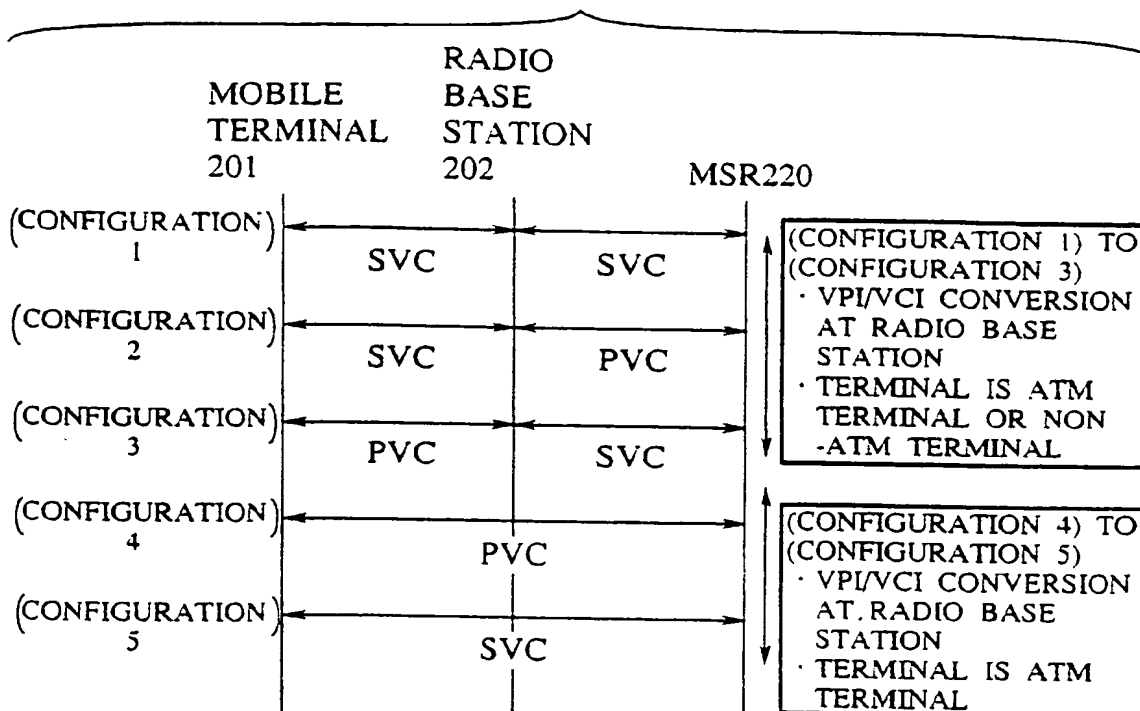 MOBILE
TERMINAL
201
RADIO
BASE
STATION
202
MSR220
(CONFIGURATION)
1
SVC
SVC
(CONFIGURATION)
2
SVC
PVC
(CONFIGURATION)
3
PVC
SVC
(CONFIGURATION)
4
PVC
(CONFIGURATION)
5
SVC
(CONFIGURATION 1) TO
(CONFIGURATION 3)
· VPI/VCI CONVERSION
AT RADIO BASE
STATION
· TERMINAL IS ATM
TERMINAL OR NON
-ATM TERMINAL
(CONFIGURATION 4) TO
(CONFIGURATION 5)
· VPI/VCI CONVERSION
AT.RADIO BASE
STATION
· TERMINAL IS ATM
TERMINAL